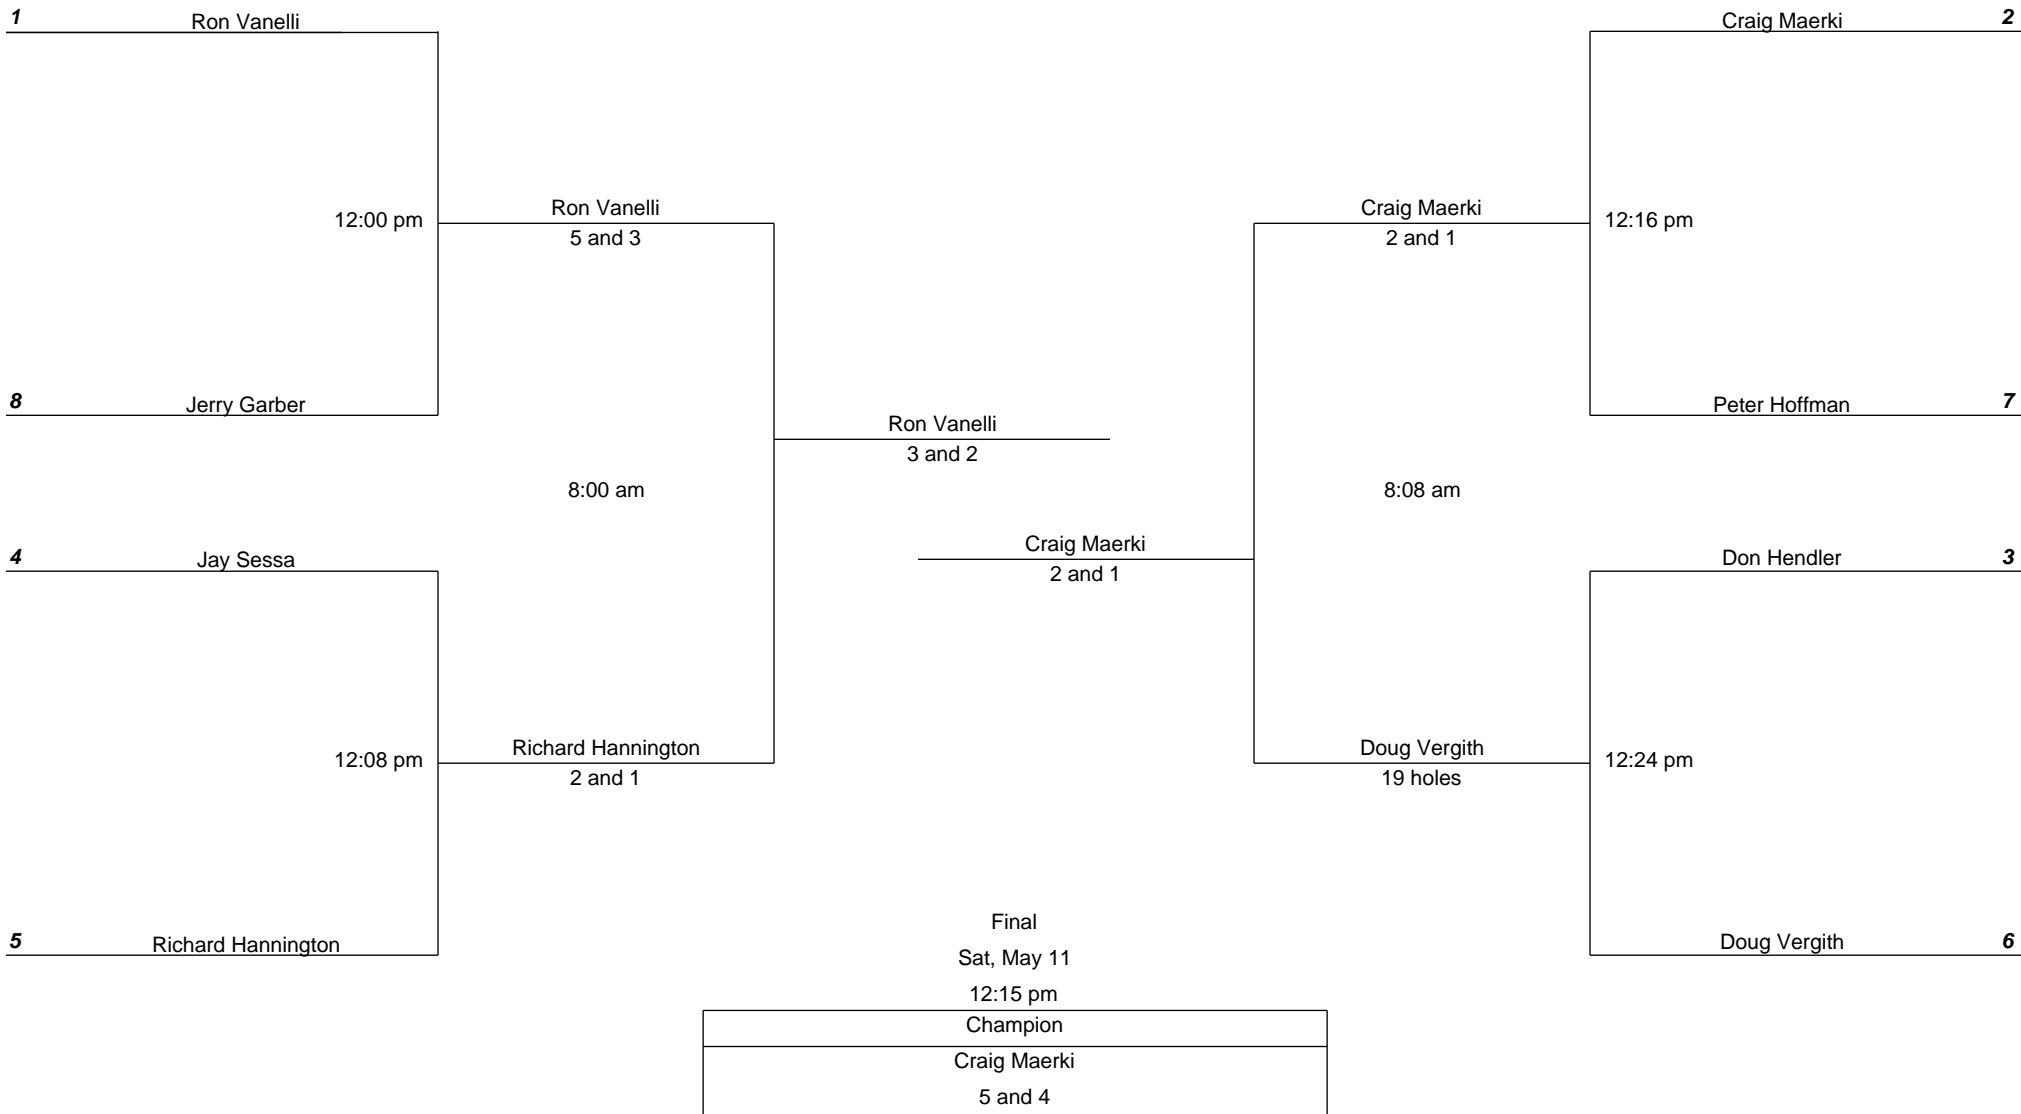 1 Ron Vanelli
Craig Maerki 2
12:00 pm
Ron Vanelli
5 and 3
Craig Maerki
2 and 1
12:16 pm
8 Jerry Garber
Peter Hoffman 7
Ron Vanelli
3 and 2
8:00 am
8:08 am
4 Jay Sessa
Craig Maerki
2 and 1
Don Hendler 3
12:08 pm
Richard Hannington
2 and 1
Doug Vergith
19 holes
12:24 pm
5 Richard Hannington
Doug Vergith 6
Final
Sat, May 11
12:15 pm
Champion
Craig Maerki
5 and 4